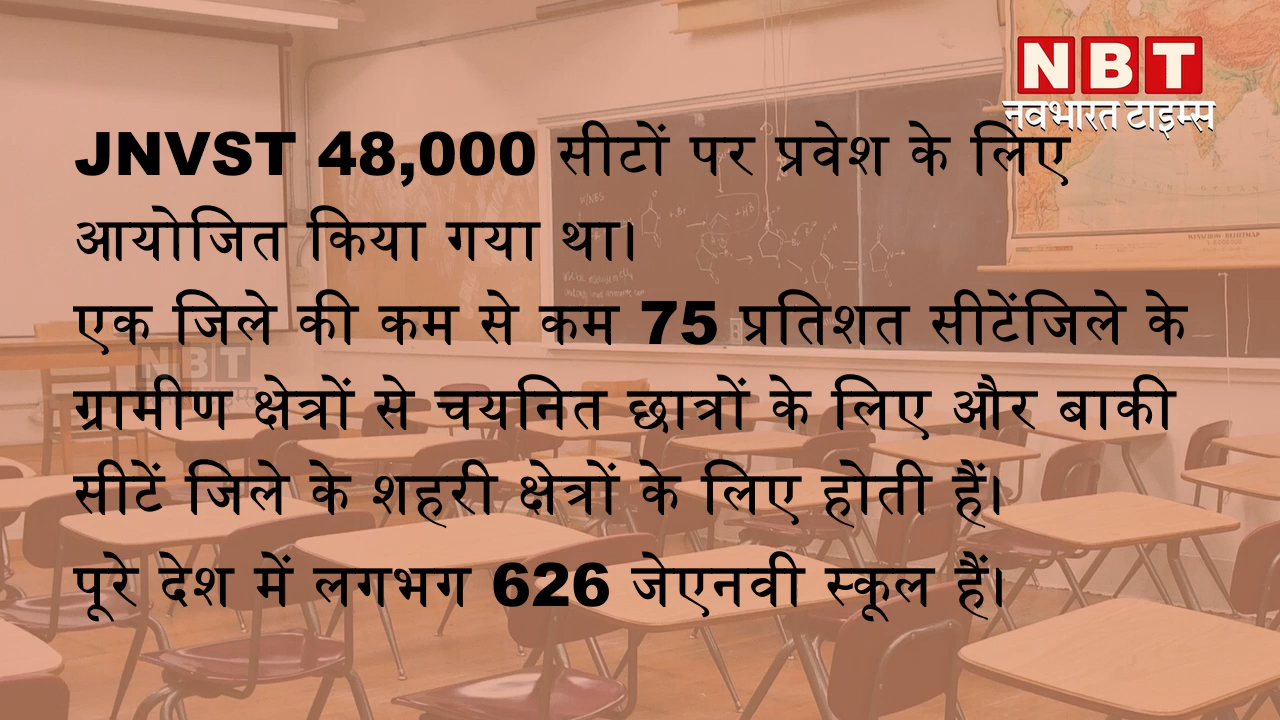 NBT
नवभारत टाइम्स
JNVST 48,000 सीटों पर प्रवेश के लिए
आयोजित किया गया था।
एक जिले की कम से कम 75 प्रतिशत सीटेंजिले के
ग्रामीण क्षेत्रों से चयनित छात्रों के लिए और बाकी
सीटें जिले के शहरी क्षेत्रों के लिए होती हैं।
पूरे देश में लगभग 626 जेएनवी स्कूल हैं।
NBT